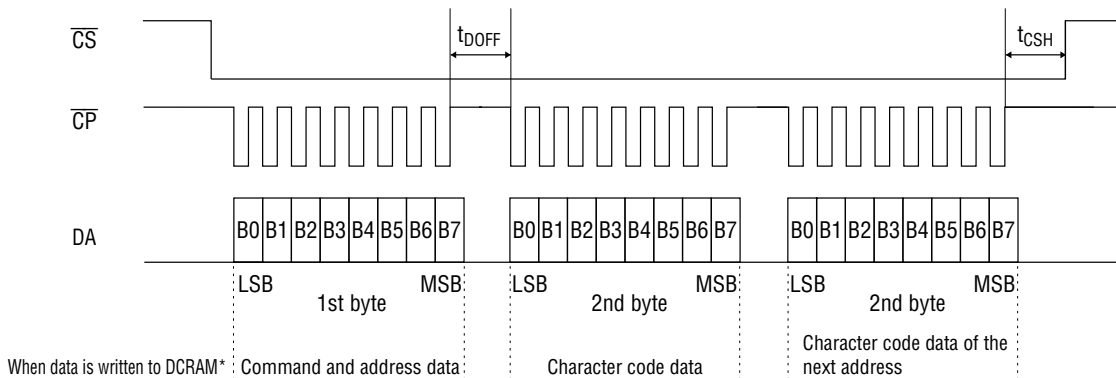 CS
tDOFF
tCSH
CP
DA
B0 B1 B2 B3 B4 B5 B6 B7
B0 B1 B2 B3 B4 B5 B6 B7
B0 B1 B2 B3 B4 B5 B6 B7
LSB MSB
LSB MSB
LSB MSB
1st byte
2nd byte
2nd byte
When data is written to DCRAM*
Command and address data
Character code data
Character code data of the
next address